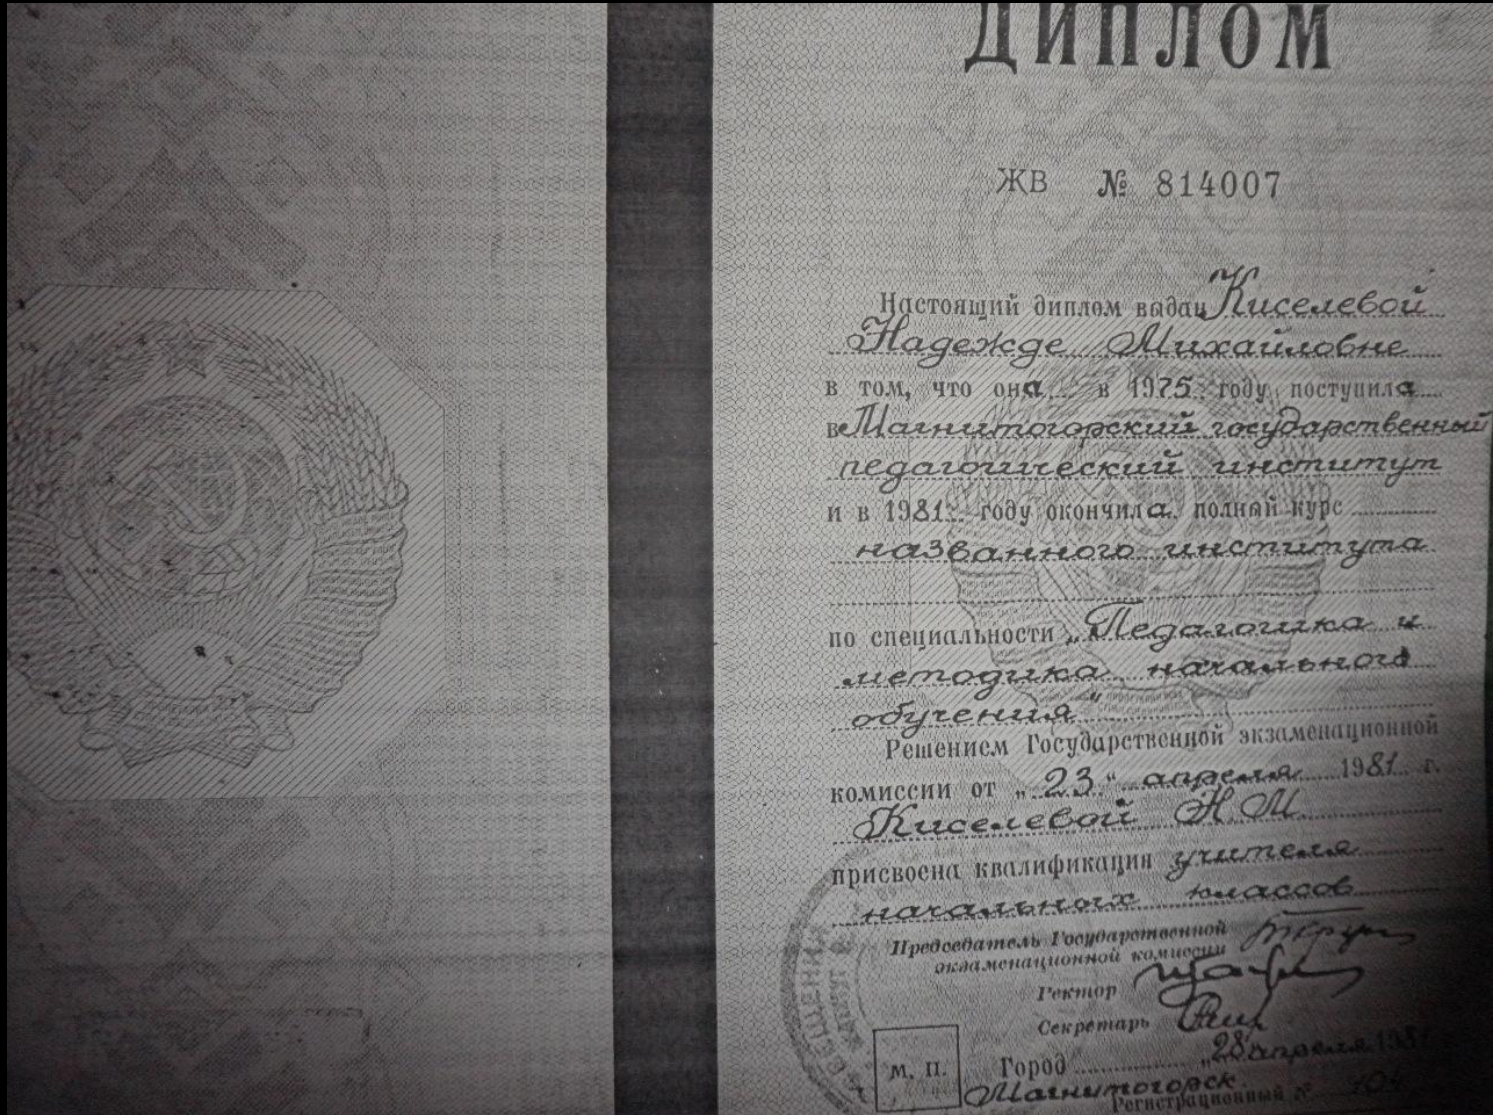 ДИПЛОМ
ЖВ № 814007
Настоящий диплом выдан Киселевой
Надежде Михайловне
в том, что она в 1975 году поступила
в Магнитогорский государственный
педагогический институт
и в 1981 году окончила полный курс
названного института
по специальности „Педагогика и
методика начального
обучения"
Решением Государственной экзаменационной
комиссии от „23" апреля 1981 г.
Киселевой Н.М.
присвоена квалификация учителя
начальных классов
Председатель Государственной
экзаменационной комиссии
Ректор
Секретарь
М. П. Город „28 апреля 1981
Магнитогорск
Регистрационный №